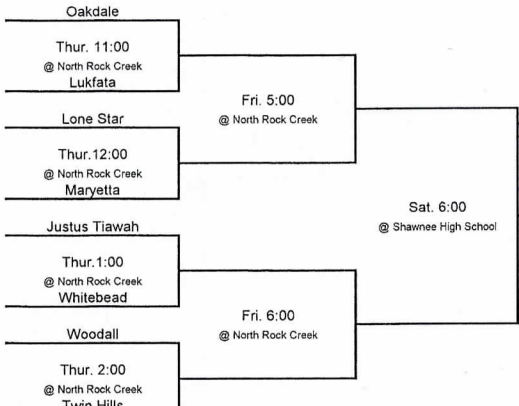 Oakdale
Thur. 11:00
@ North Rock Creek
Lukfata
Fri. 5:00
@ North Rock Creek
Lone Star
Thur.12:00
@ North Rock Creek
Maryetta
Sat. 6:00
@ Shawnee High School
Justus Tiawah
Thur.1:00
@ North Rock Creek
Whitebead
Fri. 6:00
@ North Rock Creek
Woodall
Thur. 2:00
@ North Rock Creek
Twin Hills